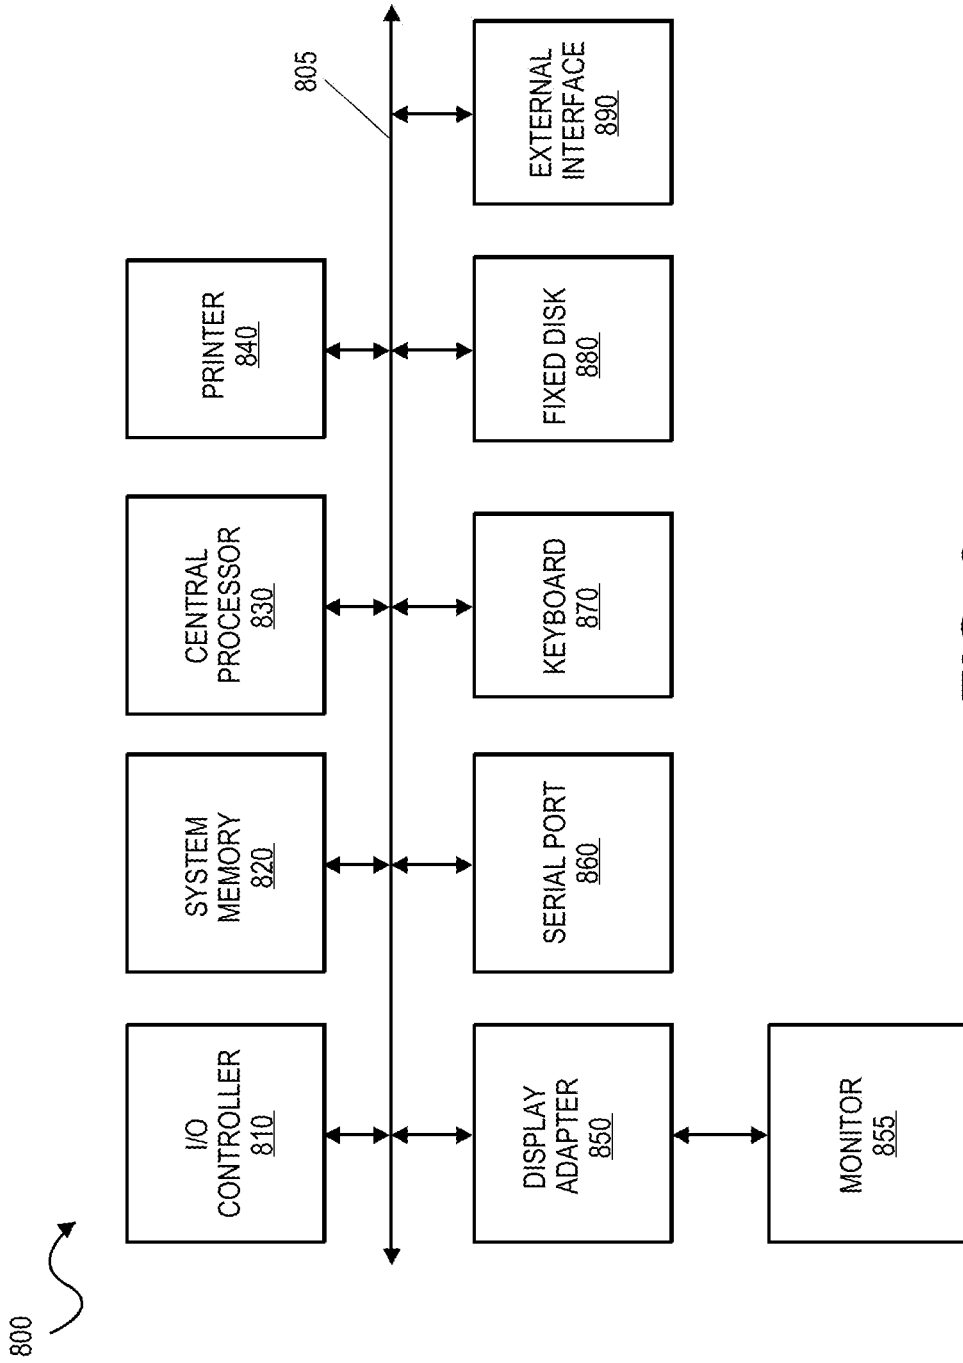 800
805
I/O
CONTROLLER
810
SYSTEM
MEMORY
820
CENTRAL
PROCESSOR
830
PRINTER
840
DISPLAY
ADAPTER
850
SERIAL PORT
860
KEYBOARD
870
FIXED DISK
880
EXTERNAL
INTERFACE
890
MONITOR
855